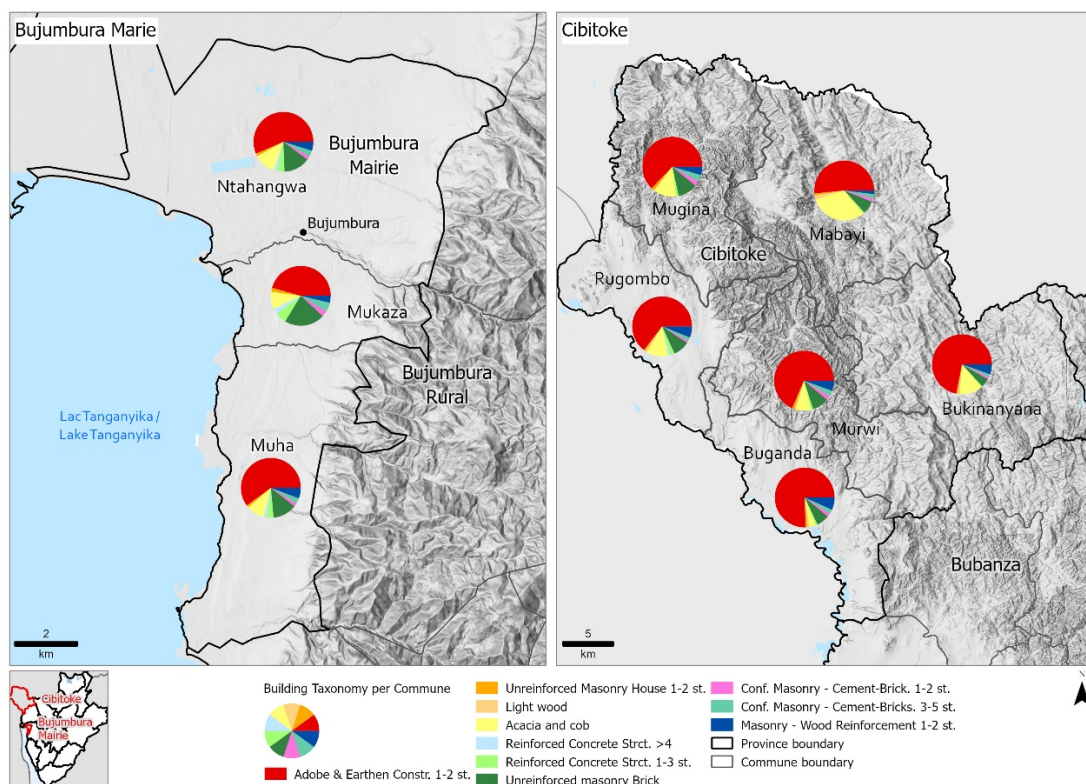 Bujumbura Marie
Bujumbura
Mairie
Ntahangwa
Bujumbura
Mukaza
Bujumbura
Rural
Lac Tanganyika /
Lake Tanganyika
Muha
2
km
Cibitoke
Mugina
Mabayi
Cibitoke
Rugombo
Bukinanyana
Murwi
Buganda
Bubanza
5
km
Cibitoke
Bujumbura
Mairie
Building Taxonomy per Commune
Adobe & Earthen Constr. 1-2 st.
Unreinforced Masonry House 1-2 st.
Light wood
Acacia and cob
Reinforced Concrete Strct. >4
Reinforced Concrete Strct. 1-3 st.
Unreinforced masonry Brick
Conf. Masonry - Cement-Brick. 1-2 st.
Conf. Masonry - Cement-Bricks. 3-5 st.
Masonry - Wood Reinforcement 1-2 st.
Province boundary
Commune boundary
N